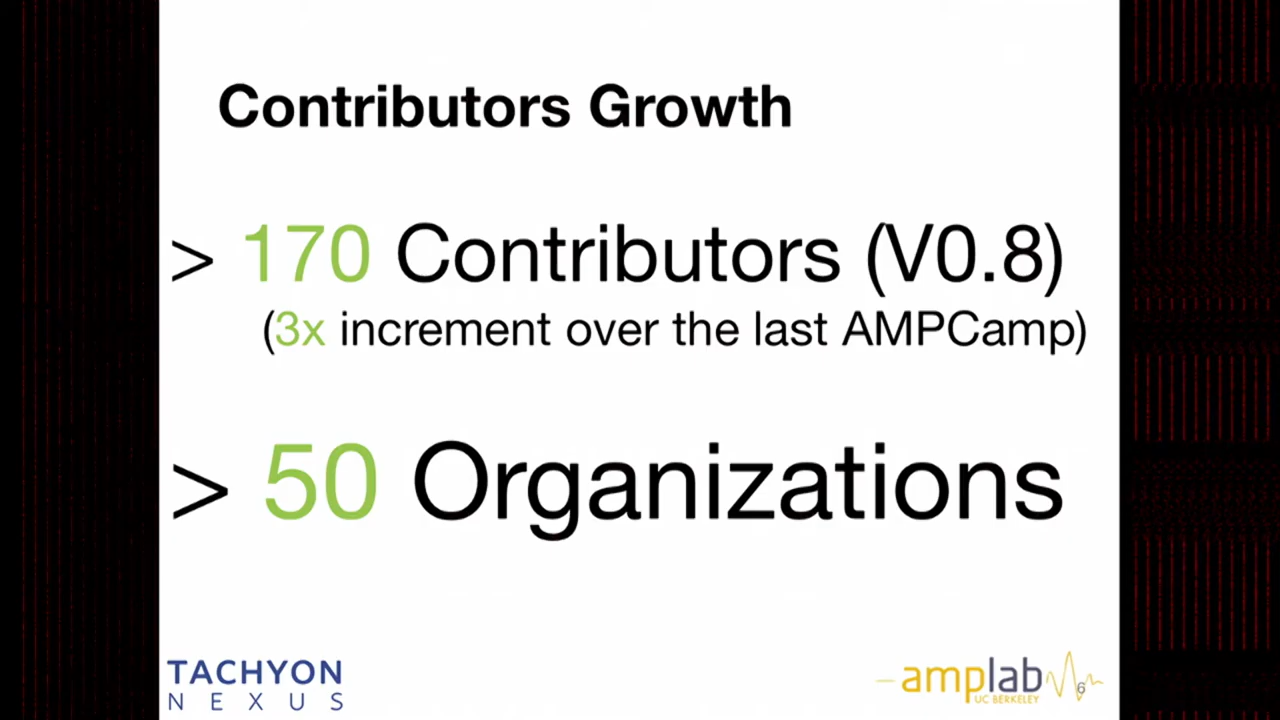 Contributors Growth
> 170 Contributors (V0.8)
(3x increment over the last AMPCamp)
> 50 Organizations
TACHYON
NEXUS
amplab
UC BERKELEY
6